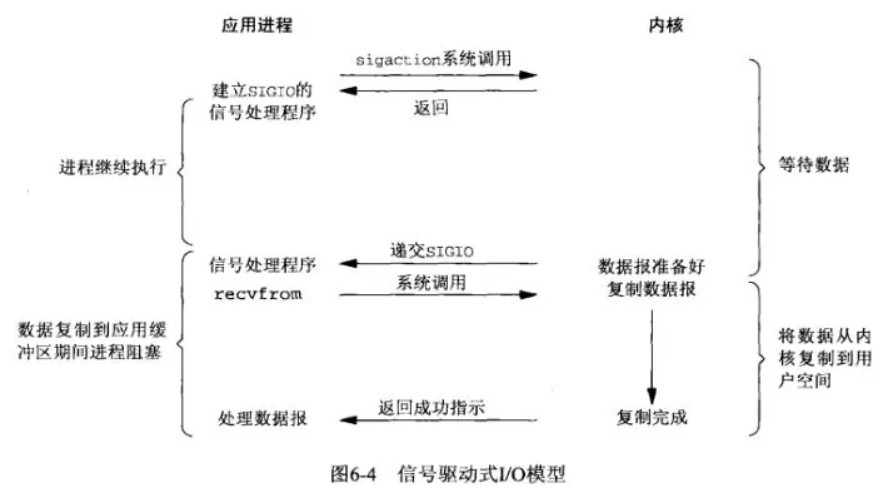 应用进程
内核
sigaction系统调用
建立SIGIO的
信号处理程序
返回
进程继续执行
等待数据
递交SIGIO
信号处理程序
数据报准备好
系统调用
recvfrom
复制数据报
数据复制到应用缓
冲区期间进程阻塞
将数据从内
核复制到用
户空间
返回成功指示
处理数据报
复制完成
图6-4 信号驱动式I/O模型